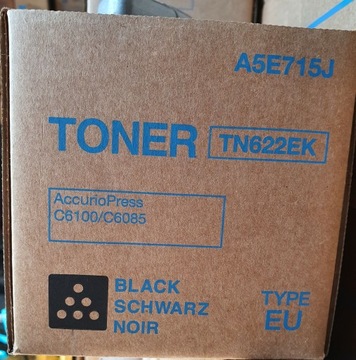 A5E715J
TONER TN622EK
AccurioPress
C6100/C6085
BLACK
SCHWARZ
NOIR
TYPE
EU